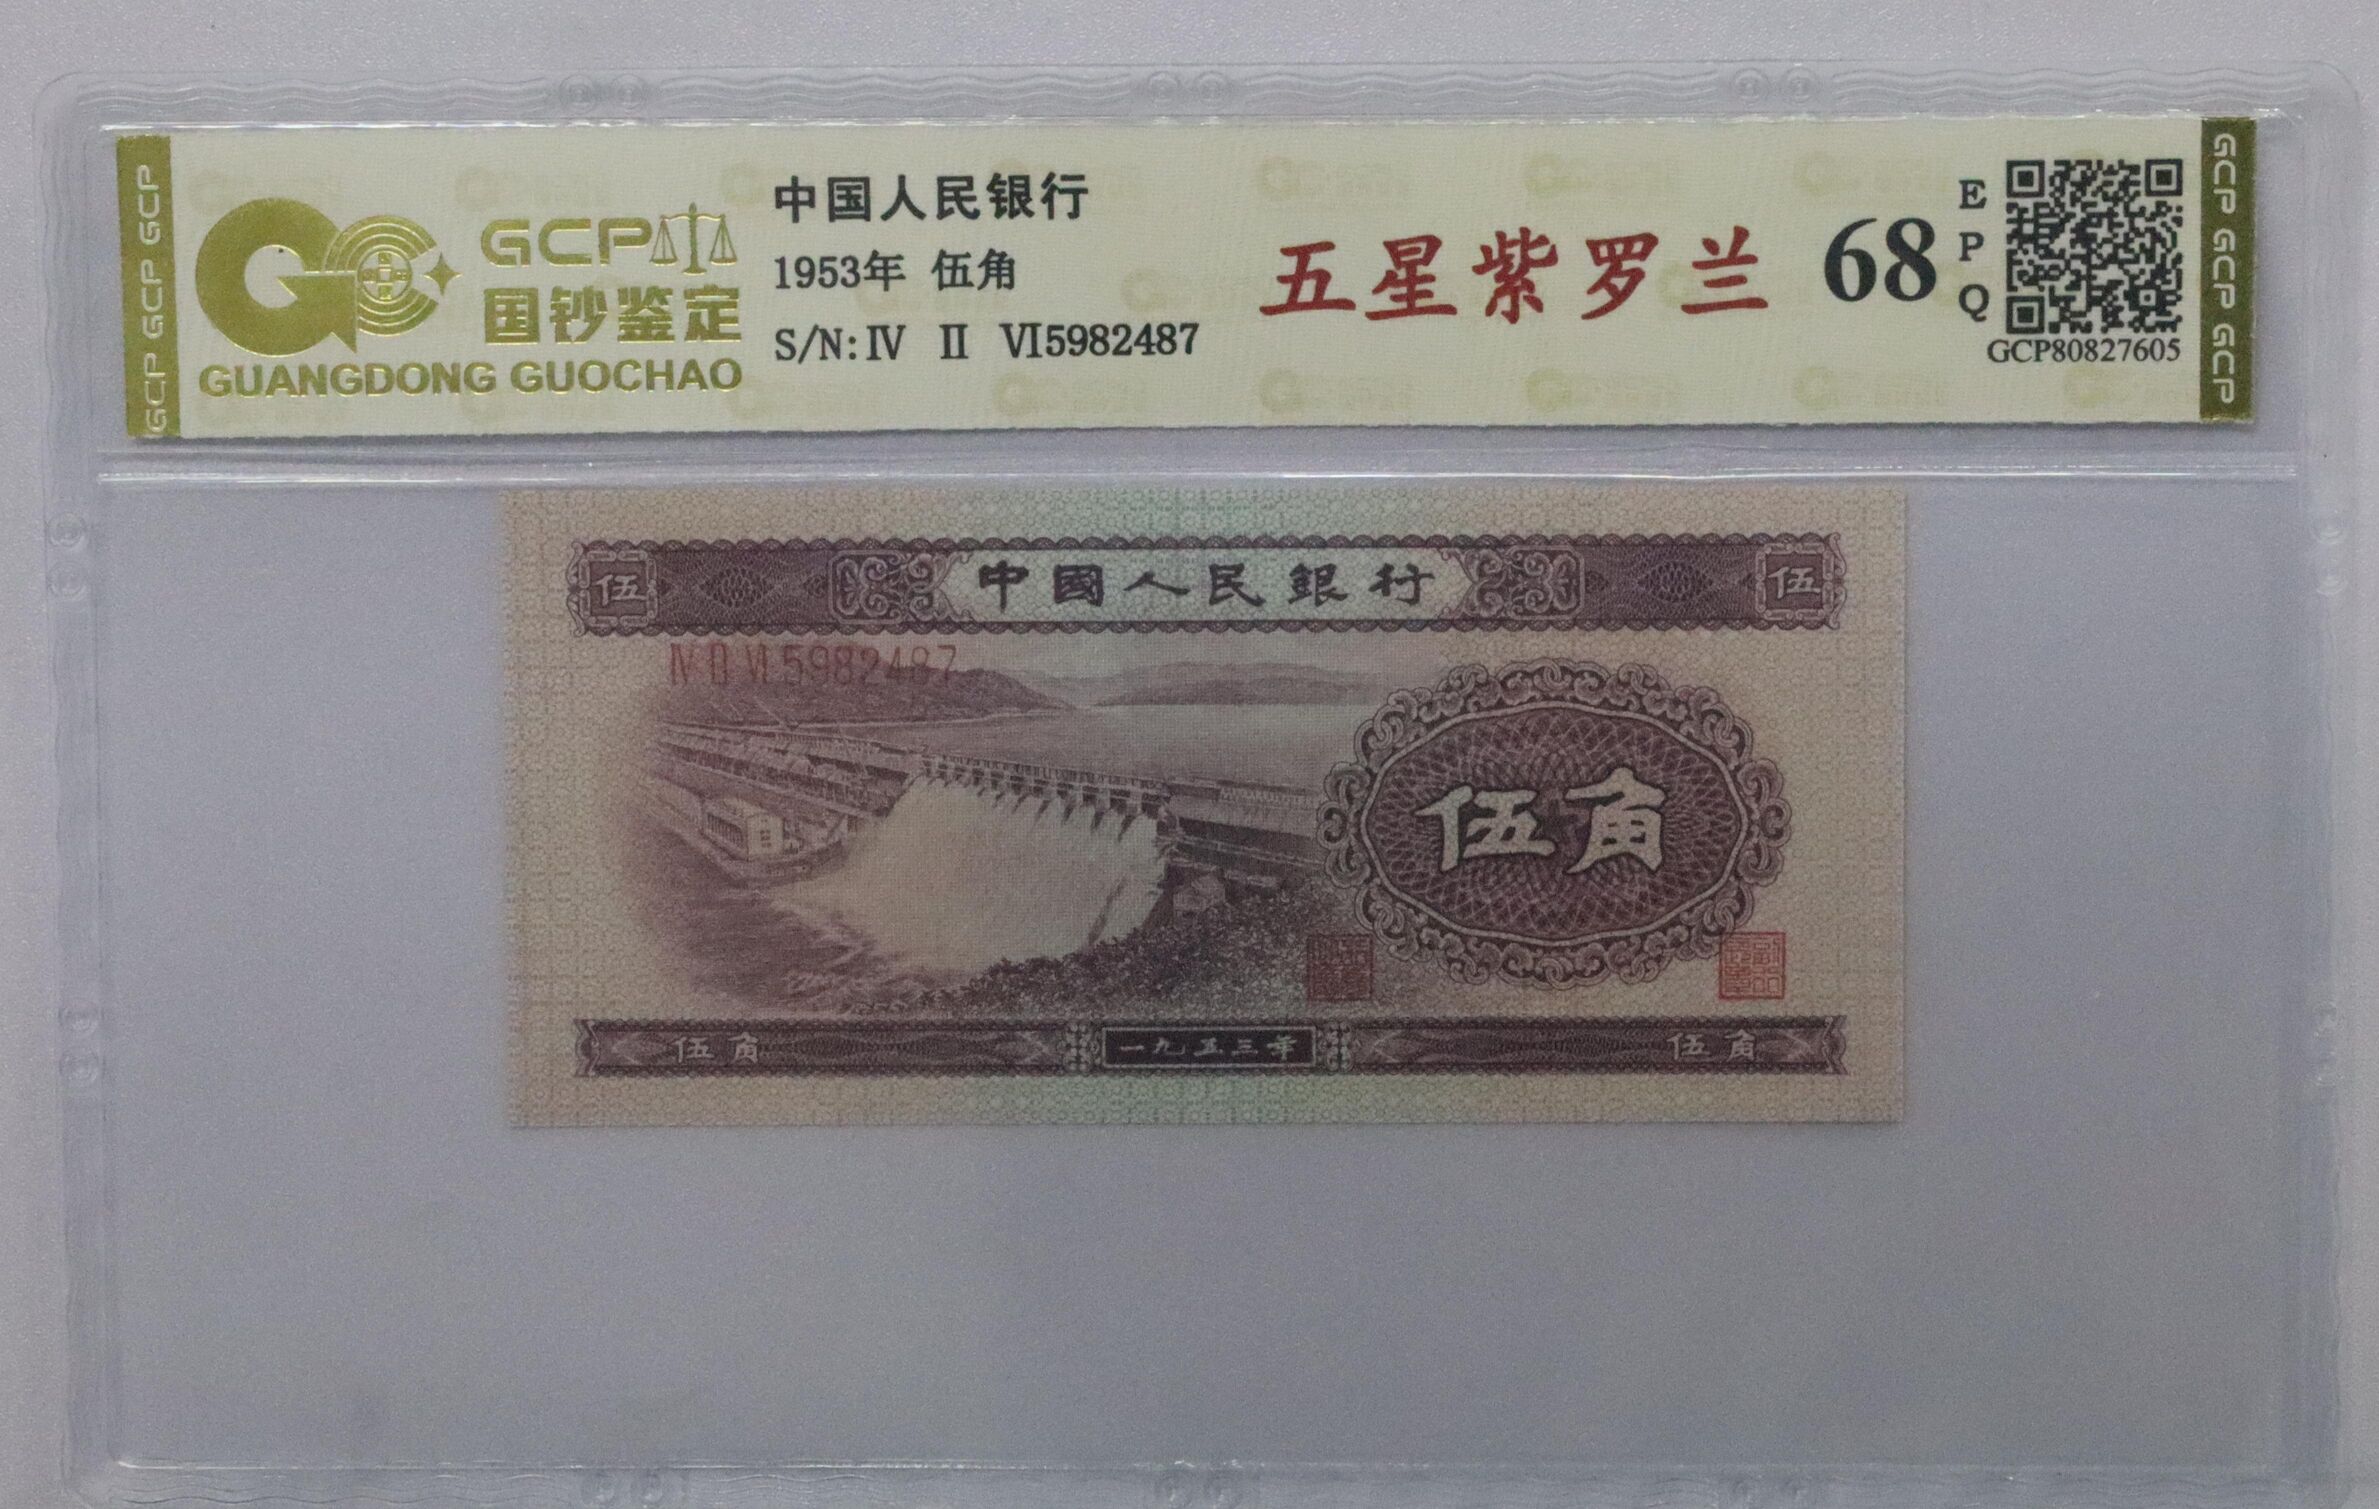 GCP GCP GCP
GCP
国钞鉴定
GUANGDONG GUOCHAO
中国人民银行
1953年 伍角
S/N:Ⅳ Ⅱ Ⅵ5982487
五星紫罗兰
68
EPQ
GCP80827605
GCP GCP GCP
伍
中國人民銀行
伍
Ⅳ Ⅱ Ⅵ 5982487
伍角
伍角
一九五三年
伍角